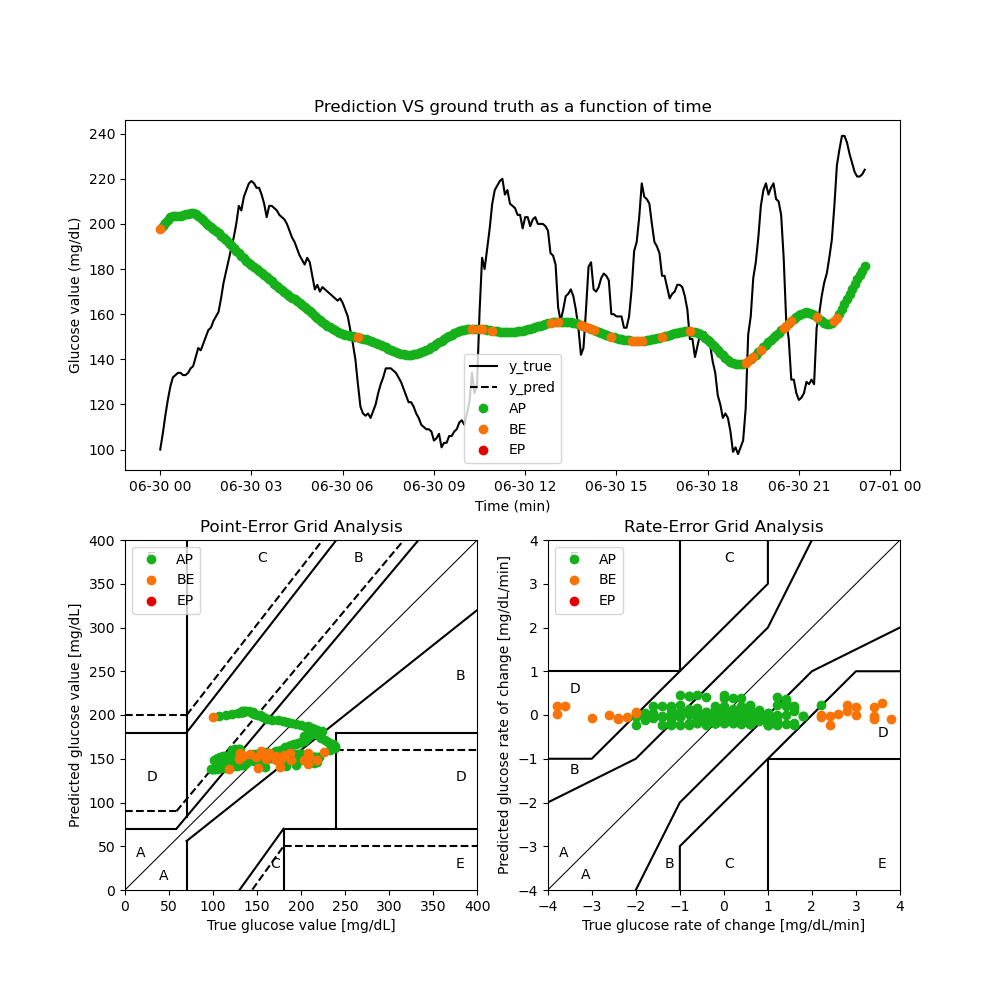 Prediction VS ground truth as a function of time
Glucose value (mg/dL)
240
220
200
180
160
140
120
100
y_true
y_pred
AP
BE
EP
06-30 00
06-30 03
06-30 06
06-30 09
06-30 12
06-30 15
06-30 18
06-30 21
07-01 00
Time (min)
Point-Error Grid Analysis
Predicted glucose value [mg/dL]
400
350
300
250
200
150
100
50
0
AP
BE
EP
C
B
B
D
D
A
A
C
E
0
50
100
150
200
250
300
350
400
True glucose value [mg/dL]
Rate-Error Grid Analysis
Predicted glucose rate of change [mg/dL/min]
4
3
2
1
0
−1
−2
−3
−4
AP
BE
EP
C
D
D
B
A
A
B
C
E
−4
−3
−2
−1
0
1
2
3
4
True glucose rate of change [mg/dL/min]